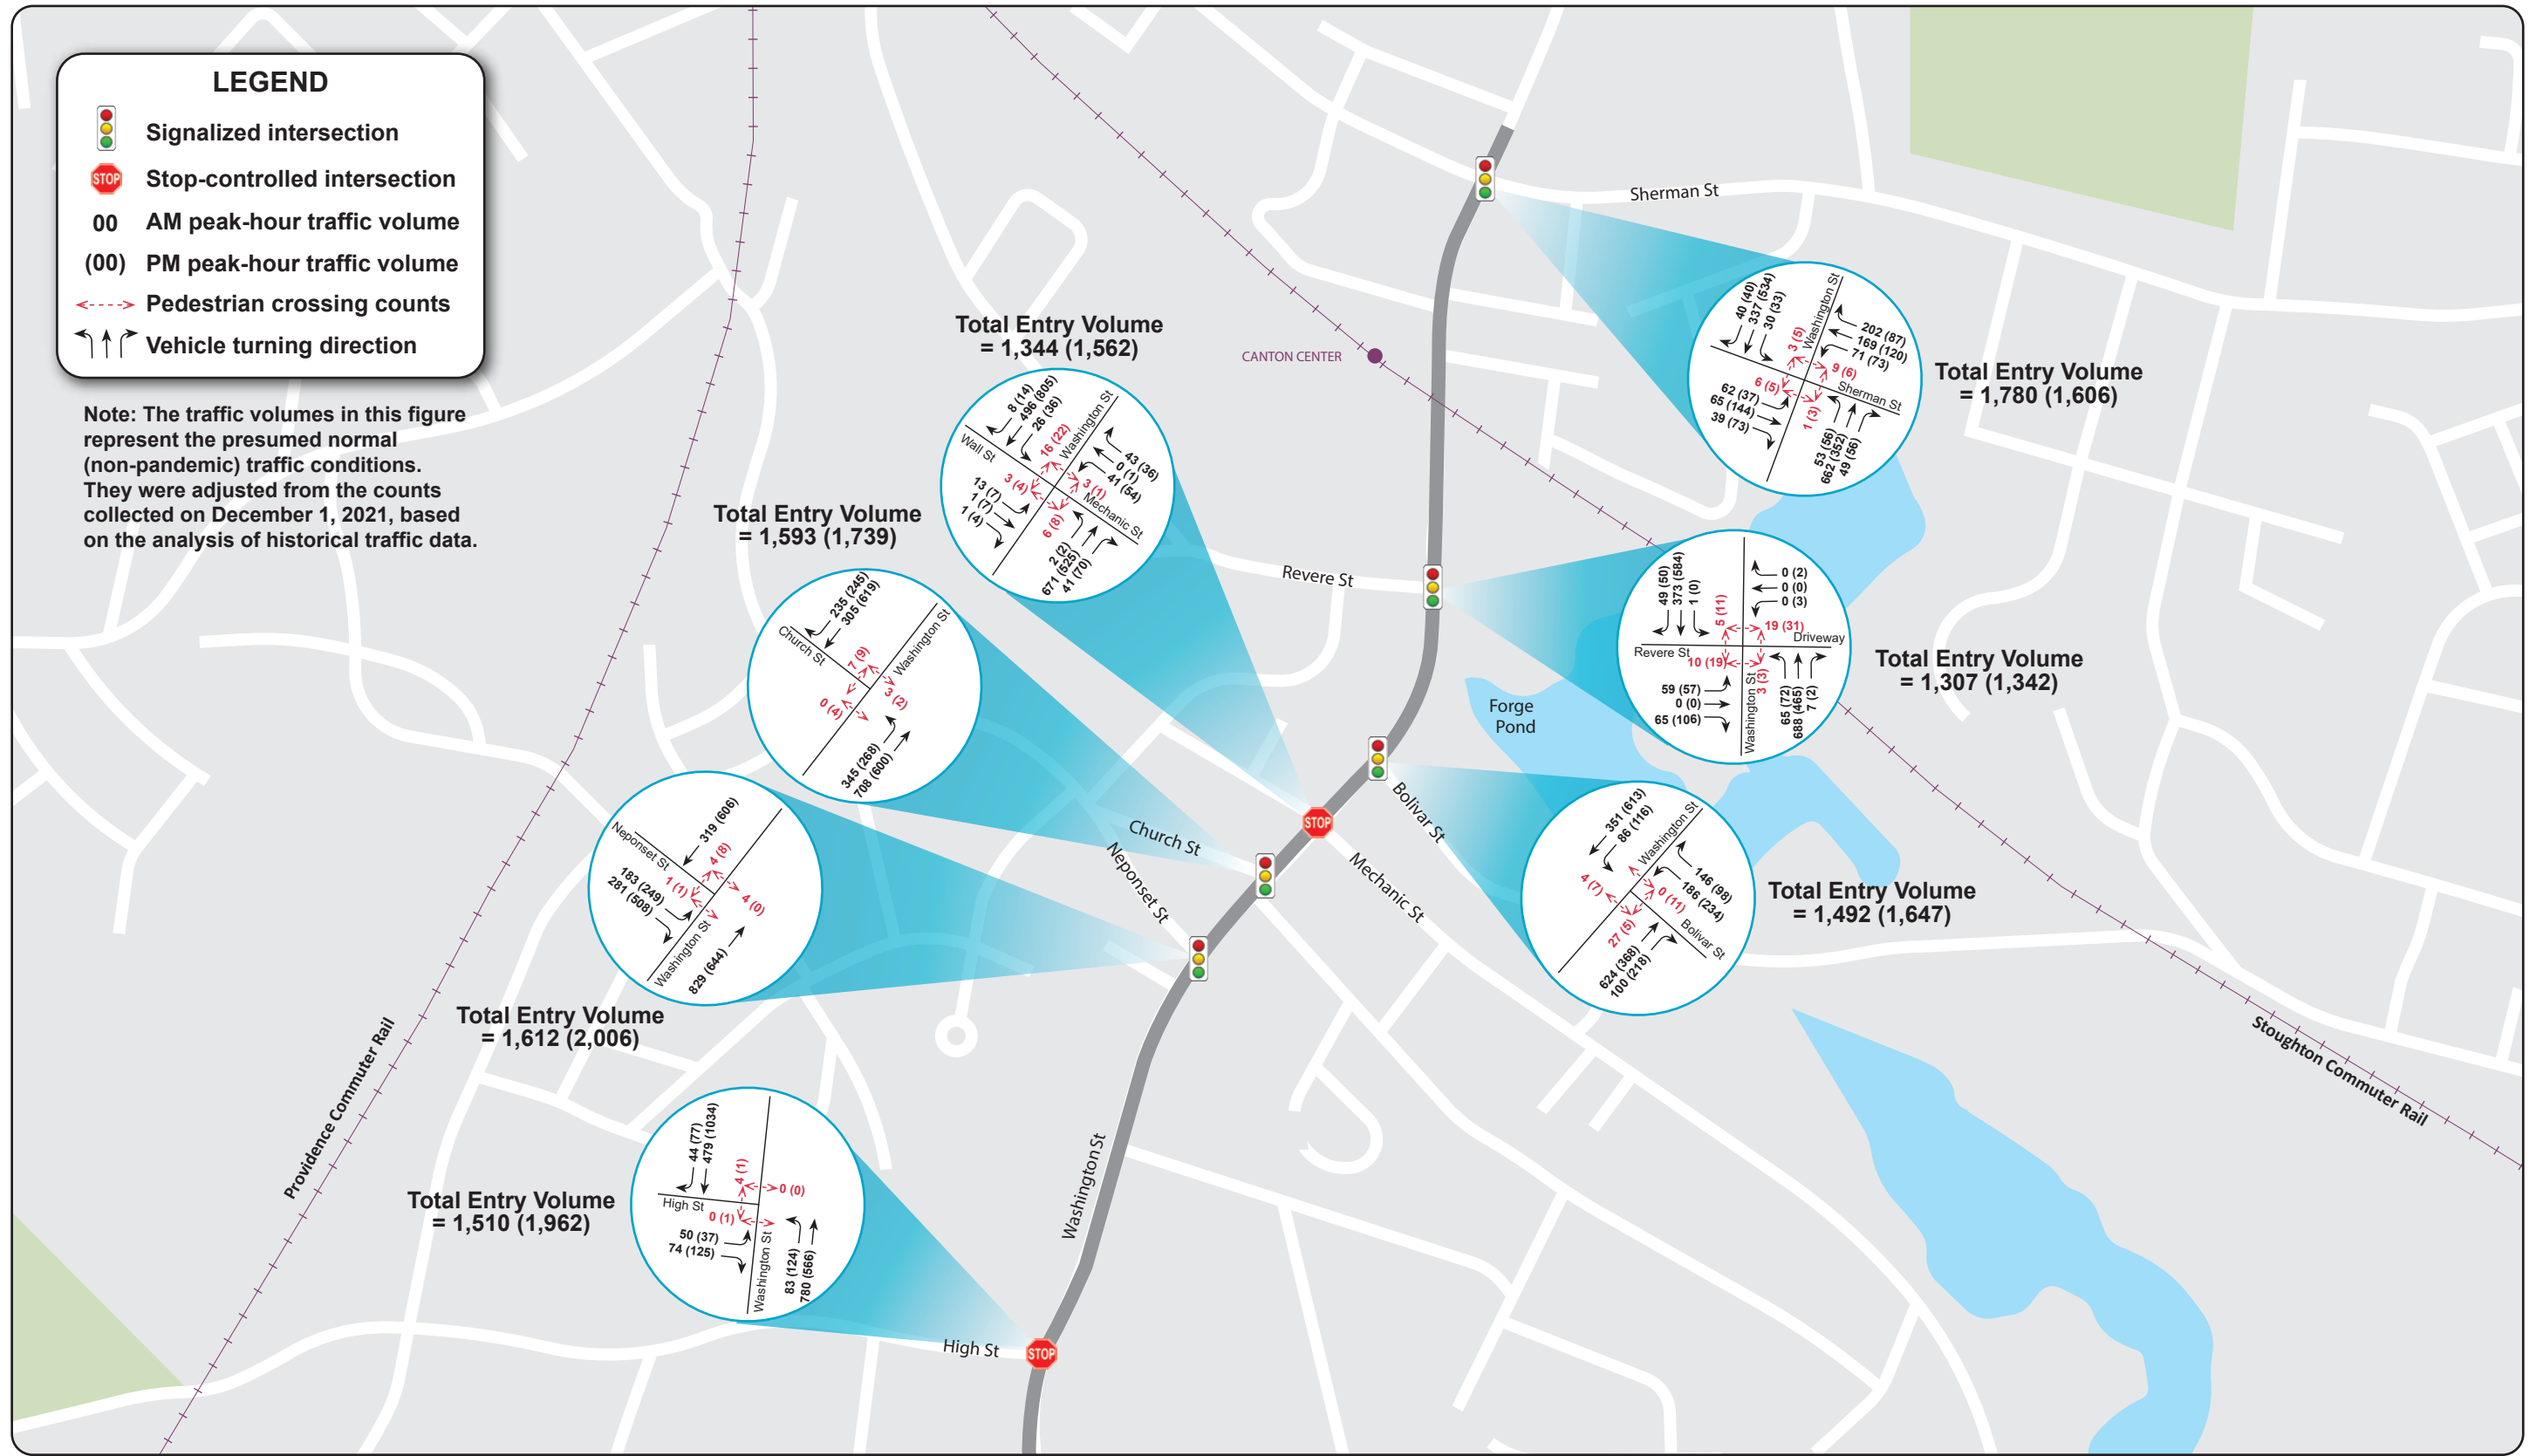 LEGEND
Signalized intersection
STOP
Stop-controlled intersection
00
AM peak-hour traffic volume
(00)
PM peak-hour traffic volume
Pedestrian crossing counts
Vehicle turning direction
Note: The traffic volumes in this figure
represent the presumed normal
(non-pandemic) traffic conditions.
They were adjusted from the counts
collected on December 1, 2021, based
on the analysis of historical traffic data.
Sherman St
40 (40)
337 (534)
30 (33)
Washington St
202 (87)
169 (120)
71 (73)
3 (5)
9 (6)
6 (5)
1 (3)
Sherman St
62 (37)
65 (144)
39 (73)
53 (56)
662 (352)
49 (56)
Total Entry Volume
= 1,780 (1,606)
CANTON CENTER
Total Entry Volume
= 1,344 (1,562)
8 (14)
496 (805)
26 (36)
Washington St
Wall St
16 (22)
43 (36)
0 (1)
41 (54)
3 (4)
3 (1)
6 (8)
Mechanic St
13 (7)
1 (7)
1 (4)
2 (2)
671 (525)
41 (70)
Total Entry Volume
= 1,593 (1,739)
235 (245)
305 (619)
Church St
Washington St
7 (9)
3 (2)
0 (4)
345 (268)
708 (600)
Revere St
49 (50)
373 (584)
1 (0)
0 (2)
0 (0)
0 (3)
5 (11)
19 (31)
Driveway
Revere St
10 (19)
3 (3)
59 (57)
0 (0)
65 (106)
Washington St
65 (72)
688 (465)
7 (2)
Total Entry Volume
= 1,307 (1,342)
Forge
Pond
Bolivar St
STOP
Church St
Neponset St
Mechanic St
351 (613)
86 (116)
Washington St
146 (98)
186 (234)
4 (7)
0 (11)
27 (5)
Bolivar St
624 (368)
100 (218)
Total Entry Volume
= 1,492 (1,647)
319 (606)
Neponset St
4 (8)
1 (1)
4 (0)
183 (249)
281 (508)
Washington St
829 (644)
Total Entry Volume
= 1,612 (2,006)
Providence Commuter Rail
Stoughton Commuter Rail
Washington St
44 (77)
479 (1034)
4 (1)
0 (0)
High St
0 (1)
50 (37)
74 (125)
Washington St
83 (124)
780 (566)
Total Entry Volume
= 1,510 (1,962)
High St
STOP